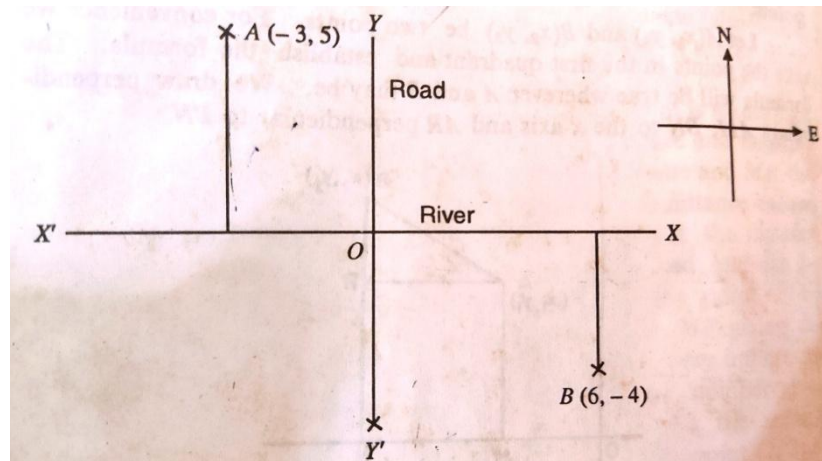 A (– 3, 5)
Y
N
Road
E
River
X'
X
O
B (6, – 4)
Y'